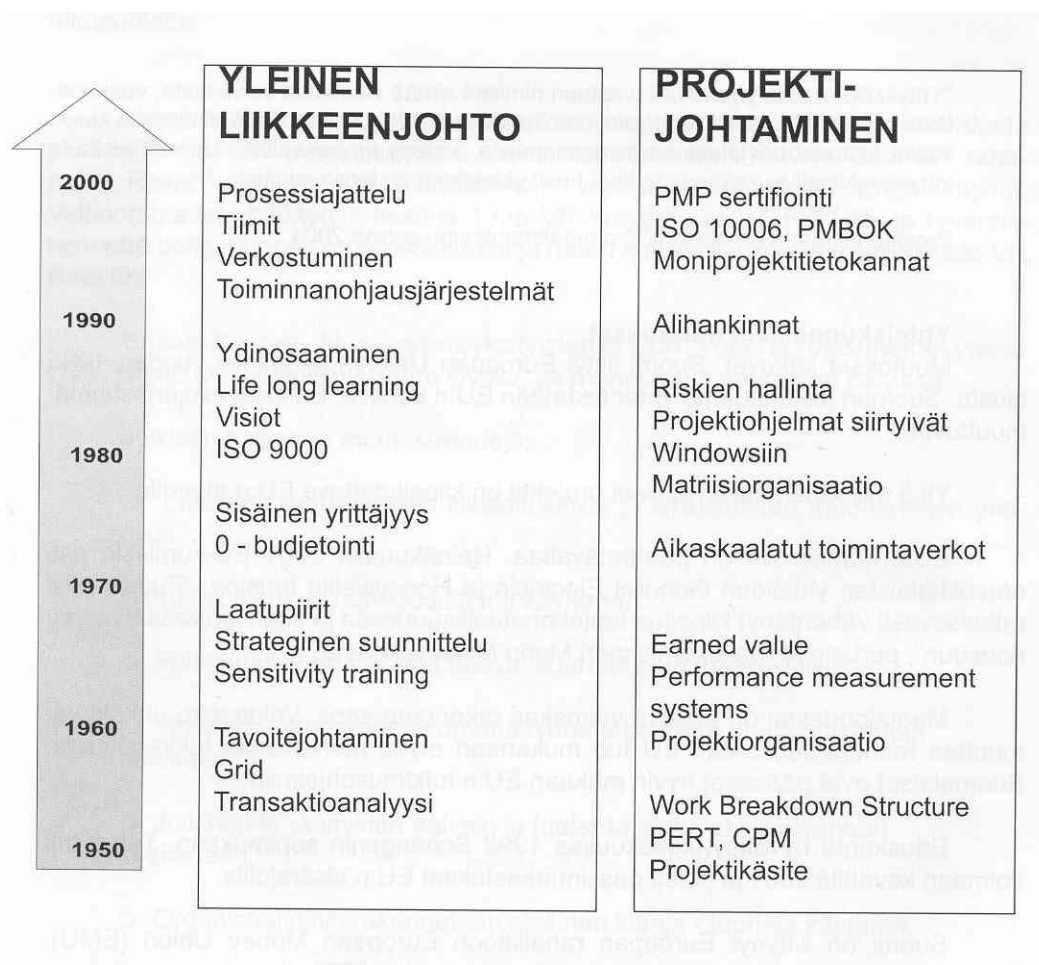 YLEINEN
LIIKKEENJOHTO
Prosessiajattelu
Tiimit
Verkostuminen
Toiminnanohjausjärjestelmät
Ydinosaaminen
Life long learning
Visiot
ISO 9000
Sisäinen yrittäjyys
0 - budjetointi
Laatupiirit
Strateginen suunnittelu
Sensitivity training
Tavoitejohtaminen
Grid
Transaktioanalyysi
PROJEKTI-
JOHTAMINEN
PMP sertifiointi
ISO 10006, PMBOK
Moniprojektitietokannat
Alihankinnat
Riskien hallinta
Projektiohjelmat siirtyivät
Windowsiin
Matriisiorganisaatio
Aikaskaalatut toimintaverkot
Earned value
Performance measurement
systems
Projektiorganisaatio
Work Breakdown Structure
PERT, CPM
Projektikäsite
2000
1990
1980
1970
1960
1950